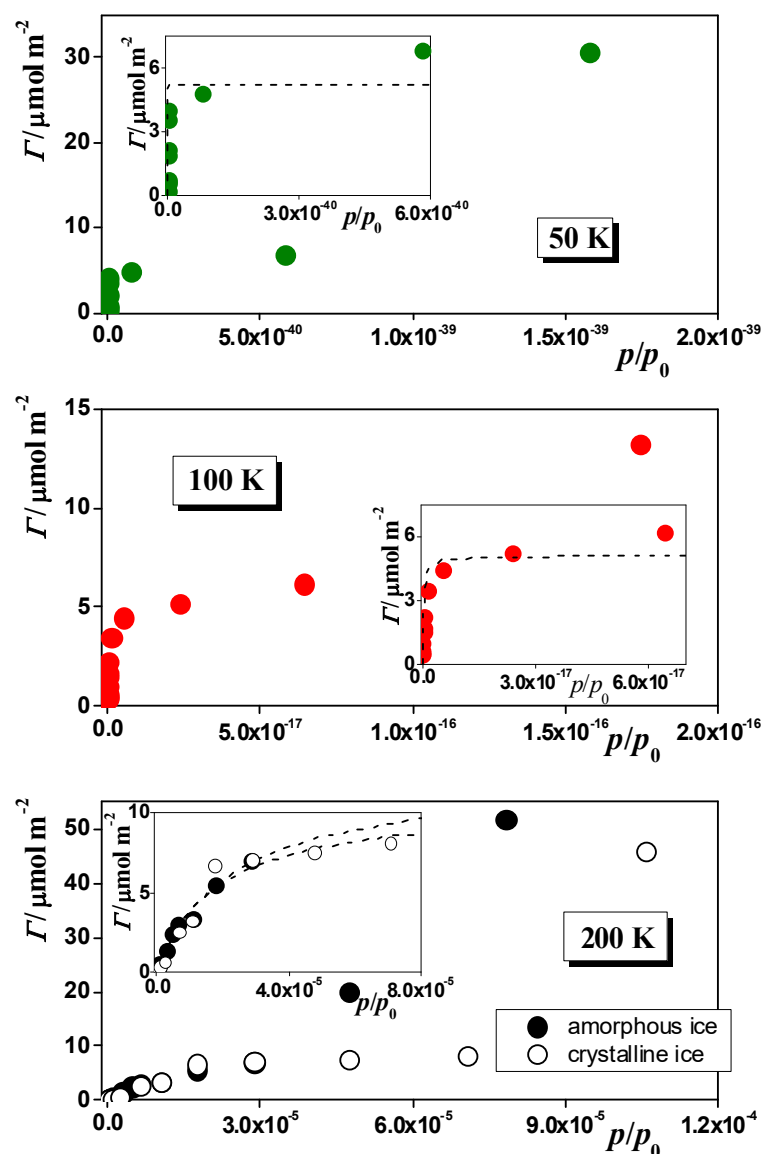 Γ/ μmol m⁻²
30
20
10
0
0.0 5.0x10⁻⁴⁰ 1.0x10⁻³⁹ 1.5x10⁻³⁹ 2.0x10⁻³⁹
p/p₀
50 K
Γ/ μmol m⁻²
6
3
0
0.0 3.0x10⁻⁴⁰ 6.0x10⁻⁴⁰
p/p₀
Γ/ μmol m⁻²
15
10
5
0
0.0 5.0x10⁻¹⁷ 1.0x10⁻¹⁶ 1.5x10⁻¹⁶ 2.0x10⁻¹⁶
p/p₀
100 K
Γ/ μmol m⁻²
6
3
0
0.0 3.0x10⁻¹⁷ 6.0x10⁻¹⁷
p/p₀
Γ/ μmol m⁻²
50
40
30
20
10
0
0.0 3.0x10⁻⁵ 6.0x10⁻⁵ 9.0x10⁻⁵ 1.2x10⁻⁴
p/p₀
200 K
amorphous ice
crystalline ice
Γ/ μmol m⁻²
10
5
0
0.0 4.0x10⁻⁵ 8.0x10⁻⁵
p/p₀